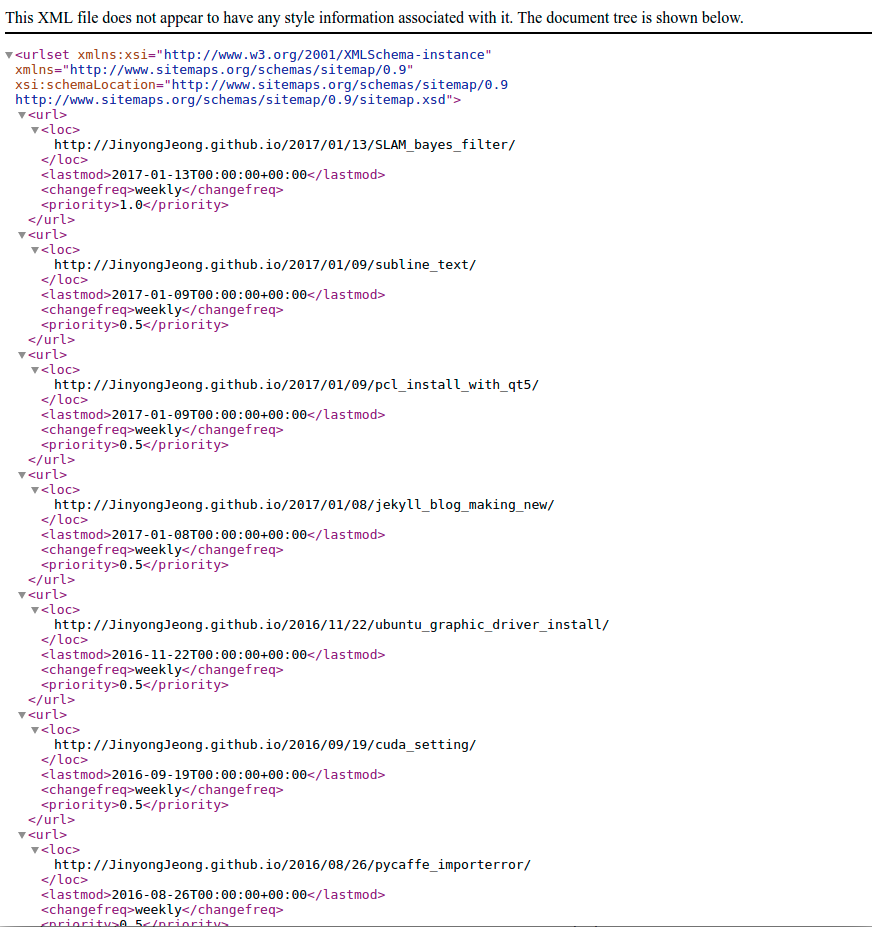 This XML file does not appear to have any style information associated with it. The document tree is shown below.
▼<urlset xmlns:xsi="http://www.w3.org/2001/XMLSchema-instance"
xmlns="http://www.sitemaps.org/schemas/sitemap/0.9"
xsi:schemaLocation="http://www.sitemaps.org/schemas/sitemap/0.9
http://www.sitemaps.org/schemas/sitemap/0.9/sitemap.xsd">
▼<url>
▼<loc>
http://JinyongJeong.github.io/2017/01/13/SLAM_bayes_filter/
</loc>
<lastmod>2017-01-13T00:00:00+00:00</lastmod>
<changefreq>weekly</changefreq>
<priority>1.0</priority>
</url>
▼<url>
▼<loc>
http://JinyongJeong.github.io/2017/01/09/subline_text/
</loc>
<lastmod>2017-01-09T00:00:00+00:00</lastmod>
<changefreq>weekly</changefreq>
<priority>0.5</priority>
</url>
▼<url>
▼<loc>
http://JinyongJeong.github.io/2017/01/09/pcl_install_with_qt5/
</loc>
<lastmod>2017-01-09T00:00:00+00:00</lastmod>
<changefreq>weekly</changefreq>
<priority>0.5</priority>
</url>
▼<url>
▼<loc>
http://JinyongJeong.github.io/2017/01/08/jekyll_blog_making_new/
</loc>
<lastmod>2017-01-08T00:00:00+00:00</lastmod>
<changefreq>weekly</changefreq>
<priority>0.5</priority>
</url>
▼<url>
▼<loc>
http://JinyongJeong.github.io/2016/11/22/ubuntu_graphic_driver_install/
</loc>
<lastmod>2016-11-22T00:00:00+00:00</lastmod>
<changefreq>weekly</changefreq>
<priority>0.5</priority>
</url>
▼<url>
▼<loc>
http://JinyongJeong.github.io/2016/09/19/cuda_setting/
</loc>
<lastmod>2016-09-19T00:00:00+00:00</lastmod>
<changefreq>weekly</changefreq>
<priority>0.5</priority>
</url>
▼<url>
▼<loc>
http://JinyongJeong.github.io/2016/08/26/pycaffe_importerror/
</loc>
<lastmod>2016-08-26T00:00:00+00:00</lastmod>
<changefreq>weekly</changefreq>
<priority>0.5</priority>